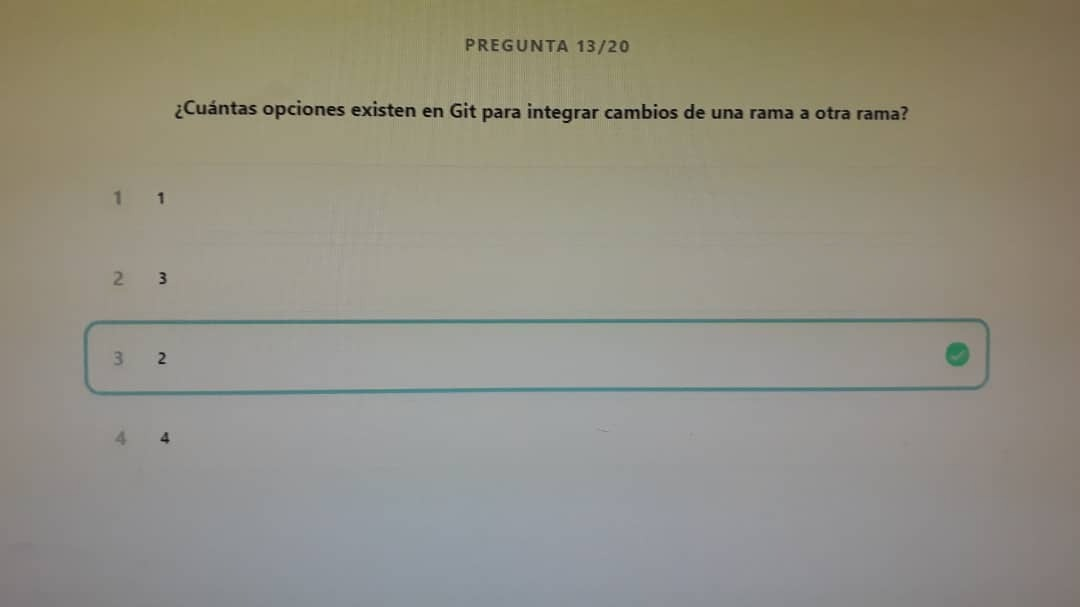 PREGUNTA 13/20
¿Cuántas opciones existen en Git para integrar cambios de una rama a otra rama?
1 1
2 3
3 2
4 4